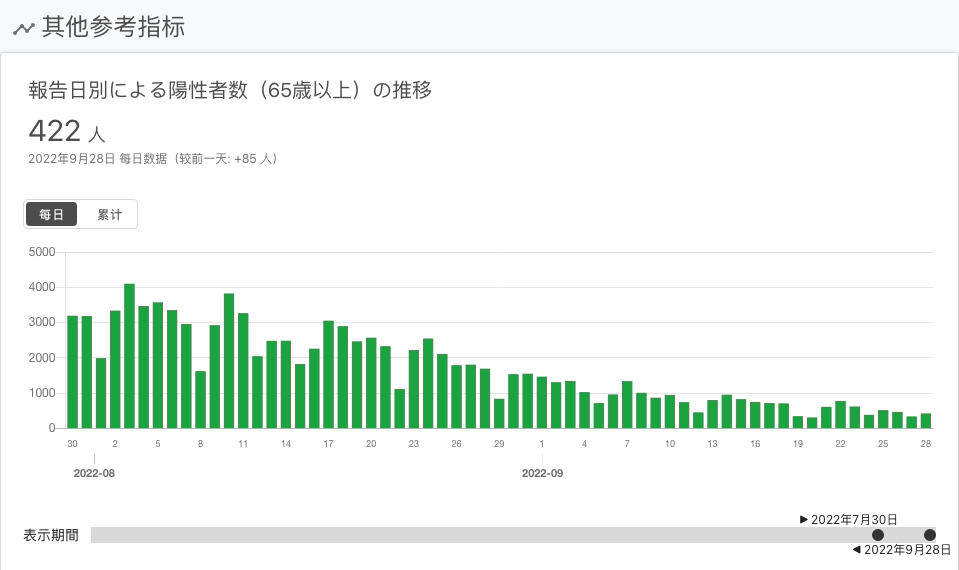 其他参考指标
報告日別による陽性者数（65歳以上）の推移
422 人
2022年9月28日 每日数据（较前一天: +85 人）
每日 累计
5000
4000
3000
2000
1000
0
30 2 5 8 11 14 17 20 23 26 29 1 4 7 10 13 16 19 22 25 28
2022-08 2022-09
2022年7月30日
表示期間
2022年9月28日